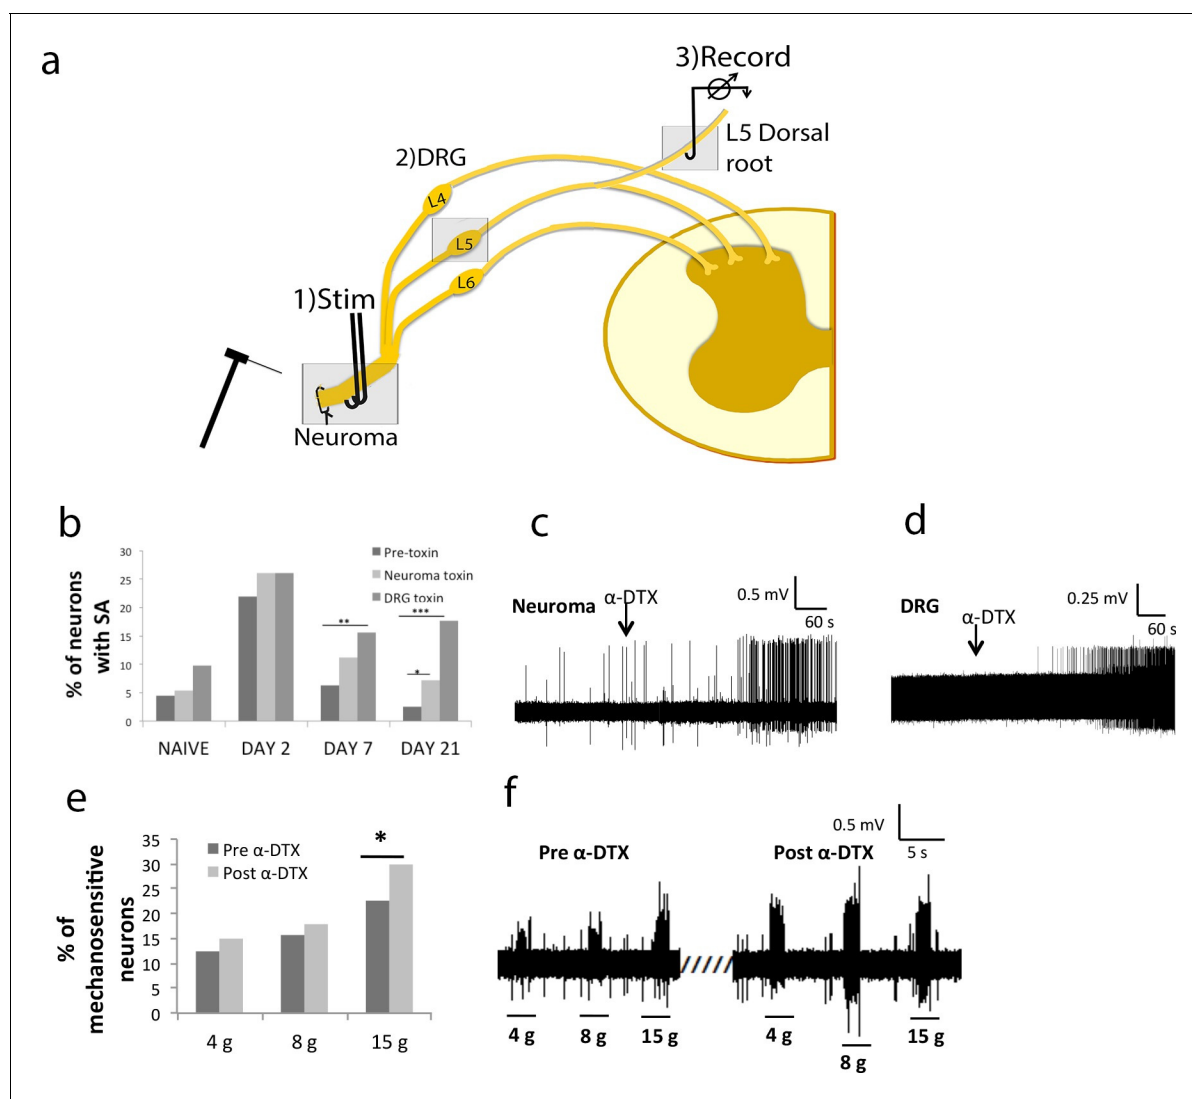 a
3)Record
L5 Dorsal
root
2)DRG
L4
L5
L6
1)Stim
Neuroma
b
% of neurons
with SA
30
25
20
15
10
5
0
Pre-toxin
Neuroma toxin
DRG toxin
**
***
*
NAIVE DAY 2 DAY 7 DAY 21
c
Neuroma
α-DTX
0.5 mV
60 s
d
DRG
α-DTX
0.25 mV
60 s
e
% of
mechanosensitive
neurons
35
30
25
20
15
10
5
0
Pre α-DTX
Post α-DTX
*
4 g 8 g 15 g
f
0.5 mV
5 s
Pre α-DTX Post α-DTX
4 g 8 g 15 g 4 g 8 g 15 g